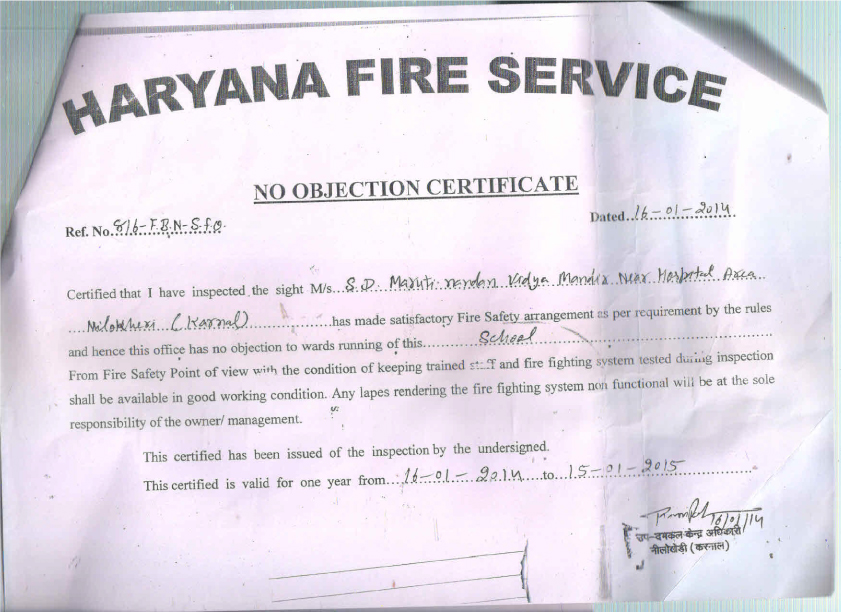 HARYANA FIRE SERVICE
NO OBJECTION CERTIFICATE
Ref. No. 816-F.B.N-S.f.O. Dated..16-01-2014.
Certified that I have inspected the sight M/s..S.D. Maruti nandan Vidya Mandir Near Hospital Area...
....Nilokheri (Karnal)..................has made satisfactory Fire Safety arrangement as per requirement by the rules
and hence this office has no objection to wards running of this............School............
From Fire Safety Point of view with the condition of keeping trained staff and fire fighting system tested during inspection
shall be available in good working condition. Any lapes rendering the fire fighting system non functional will be at the sole
responsibility of the owner/ management.
This certified has been issued of the inspection by the undersigned.
This certified is valid for one year from...16-01-2014.....to...15-01-2015...............
16/01/14
उप-दमकल केन्द्र अधिकारी
नीलोखेड़ी (करनाल)